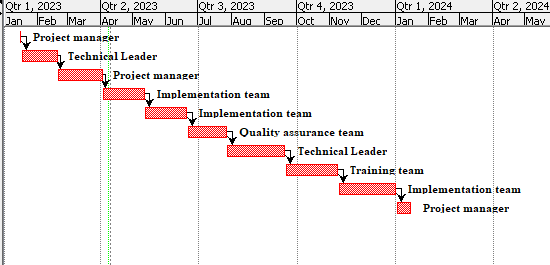 Qtr 1, 2023 Qtr 2, 2023 Qtr 3, 2023 Qtr 4, 2023 Qtr 1, 2024 Qtr 2, 2024
Jan Feb Mar Apr May Jun Jul Aug Sep Oct Nov Dec Jan Feb Mar Apr May
Project manager
Technical Leader
Project manager
Implementation team
Implementation team
Quality assurance team
Technical Leader
Training team
Implementation team
Project manager